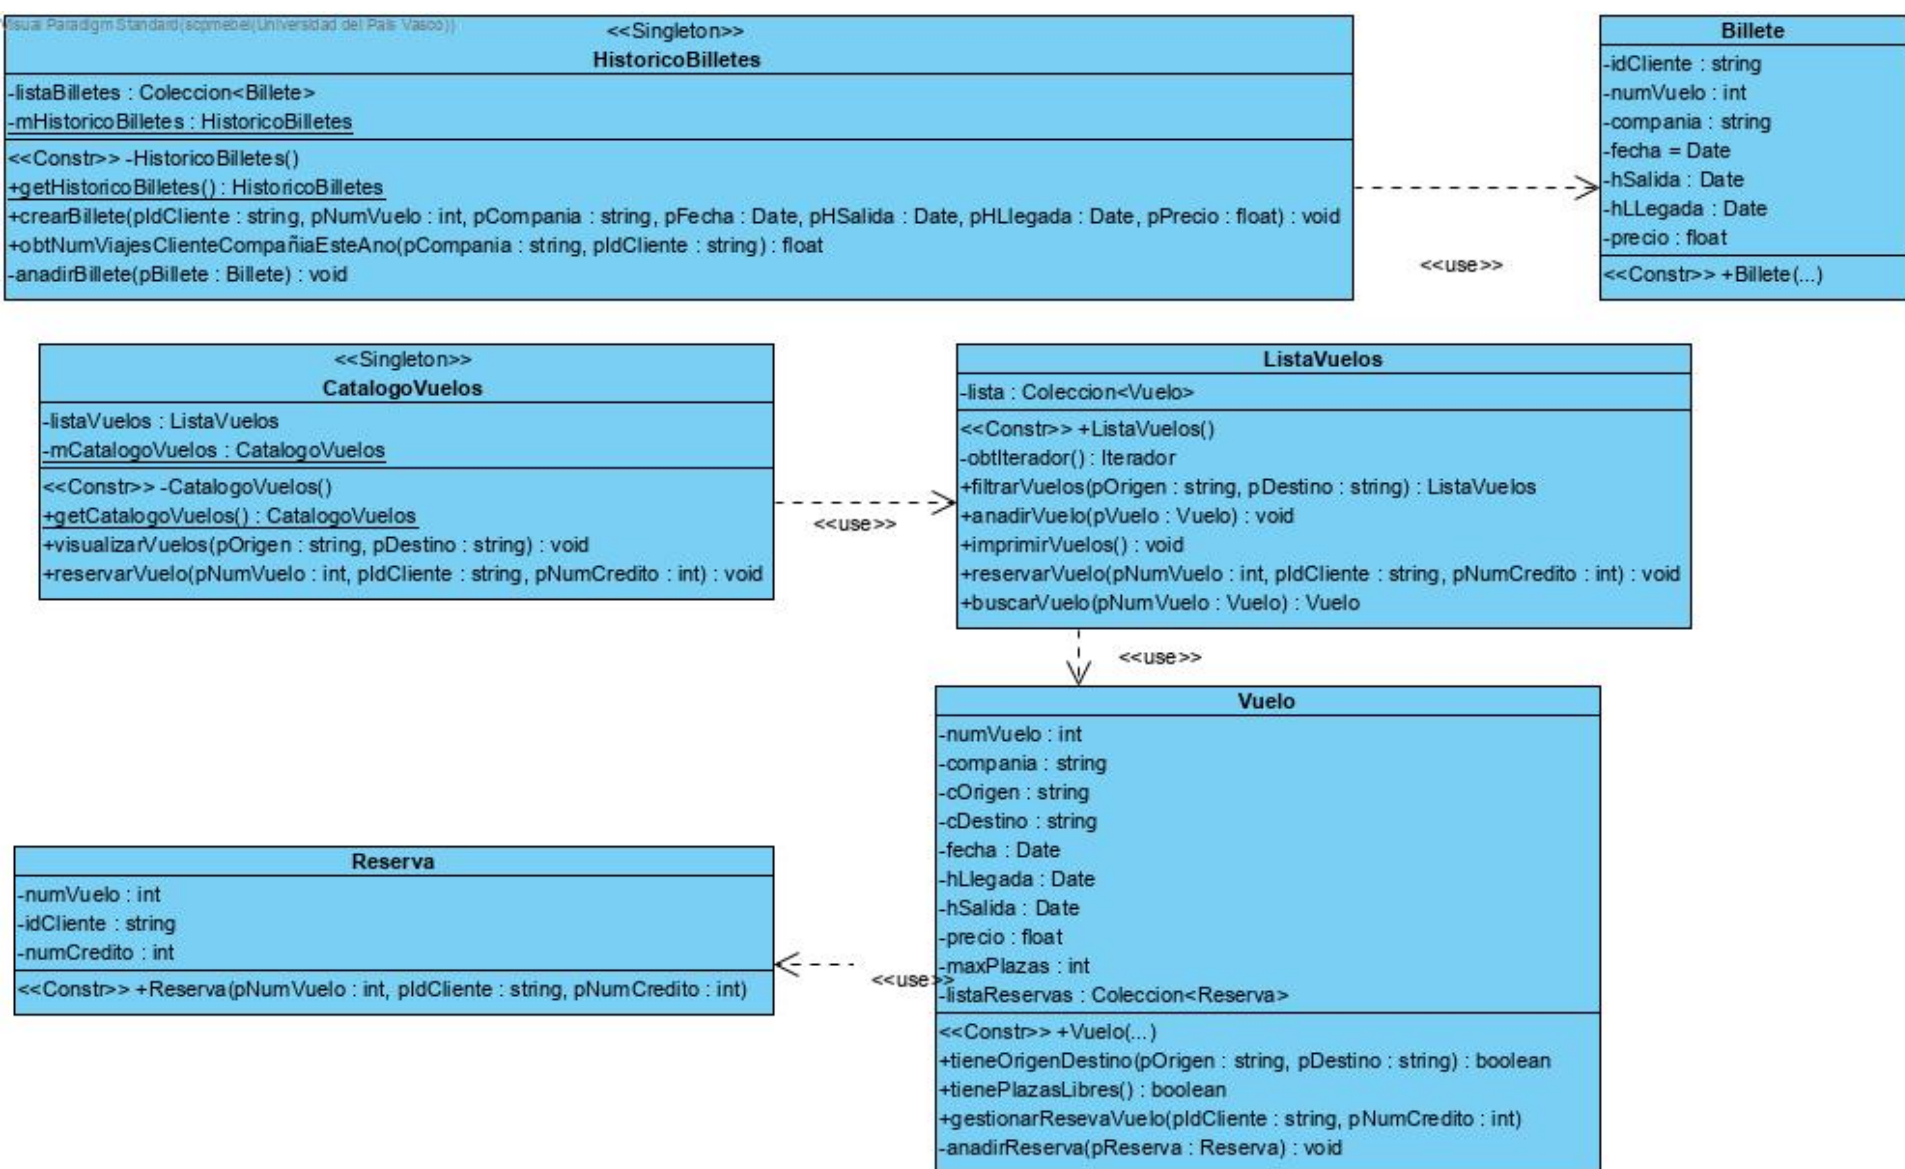 Visual Paradigm Standard(scpmebel(Universidad del País Vasco))
<<Singleton>>
HistoricoBilletes
-listaBilletes : Coleccion<Billete>
-mHistoricoBilletes : HistoricoBilletes
<<Constr>> -HistoricoBilletes()
+getHistoricoBilletes() : HistoricoBilletes
+crearBillete(pIdCliente : string, pNumVuelo : int, pCompania : string, pFecha : Date, pHSalida : Date, pHLlegada : Date, pPrecio : float) : void
+obtNumViajesClienteCompañiaEsteAno(pCompania : string, pIdCliente : string) : float
-anadirBillete(pBillete : Billete) : void
<<use>>
Billete
-idCliente : string
-numVuelo : int
-compania : string
-fecha = Date
-hSalida : Date
-hLLegada : Date
-precio : float
<<Constr>> +Billete(...)
<<Singleton>>
CatalogoVuelos
-listaVuelos : ListaVuelos
-mCatalogoVuelos : CatalogoVuelos
<<Constr>> -CatalogoVuelos()
+getCatalogoVuelos() : CatalogoVuelos
+visualizarVuelos(pOrigen : string, pDestino : string) : void
+reservarVuelo(pNumVuelo : int, pIdCliente : string, pNumCredito : int) : void
<<use>>
ListaVuelos
-lista : Coleccion<Vuelo>
<<Constr>> +ListaVuelos()
-obtIterador() : Iterador
+filtrarVuelos(pOrigen : string, pDestino : string) : ListaVuelos
+anadirVuelo(pVuelo : Vuelo) : void
+imprimirVuelos() : void
+reservarVuelo(pNumVuelo : int, pIdCliente : string, pNumCredito : int) : void
+buscarVuelo(pNumVuelo : Vuelo) : Vuelo
<<use>>
Vuelo
-numVuelo : int
-compania : string
-cOrigen : string
-cDestino : string
-fecha : Date
-hLlegada : Date
-hSalida : Date
-precio : float
-maxPlazas : int
-listaReservas : Coleccion<Reserva>
<<Constr>> +Vuelo(...)
+tieneOrigenDestino(pOrigen : string, pDestino : string) : boolean
+tienePlazasLibres() : boolean
+gestionarResevaVuelo(pIdCliente : string, pNumCredito : int)
-anadirReserva(pReserva : Reserva) : void
<<use>>
Reserva
-numVuelo : int
-idCliente : string
-numCredito : int
<<Constr>> +Reserva(pNumVuelo : int, pIdCliente : string, pNumCredito : int)